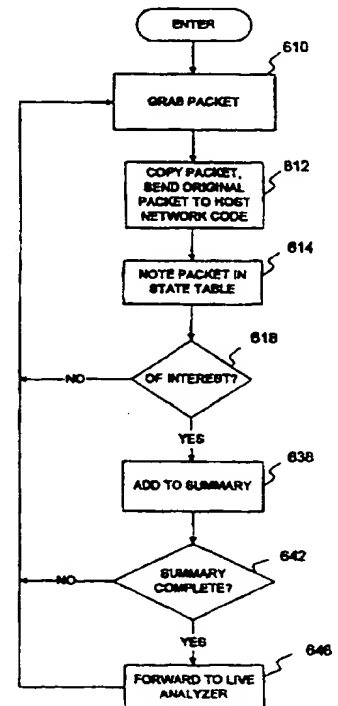 ENTER
610
GRAB PACKET
612
COPY PACKET,
SEND ORIGINAL
PACKET TO HOST
NETWORK CODE
614
NOTE PACKET IN
STATE TABLE
618
OF INTEREST?
NO
YES
638
ADD TO SUMMARY
642
SUMMARY
COMPLETE?
NO
YES
646
FORWARD TO LIVE
ANALYZER